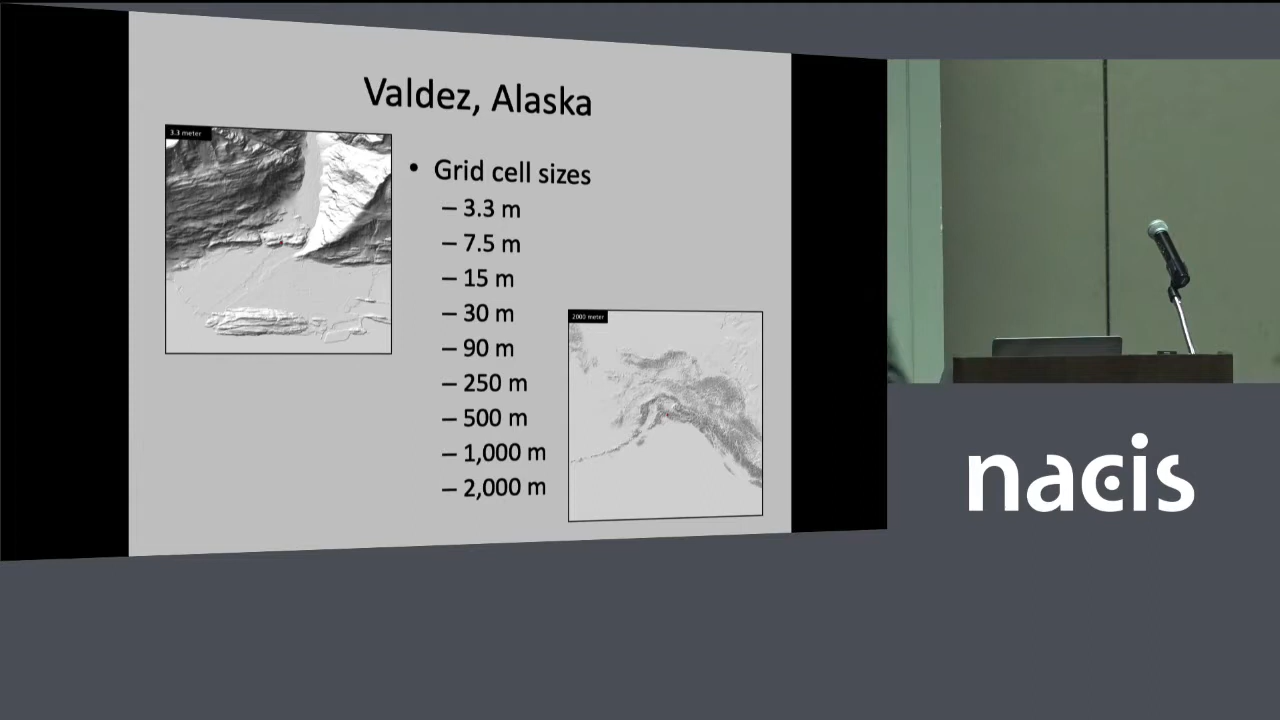 Valdez, Alaska
3.3 meter
• Grid cell sizes
– 3.3 m
– 7.5 m
– 15 m
– 30 m
– 90 m
– 250 m
– 500 m
– 1,000 m
– 2,000 m
2000 meter
nacis